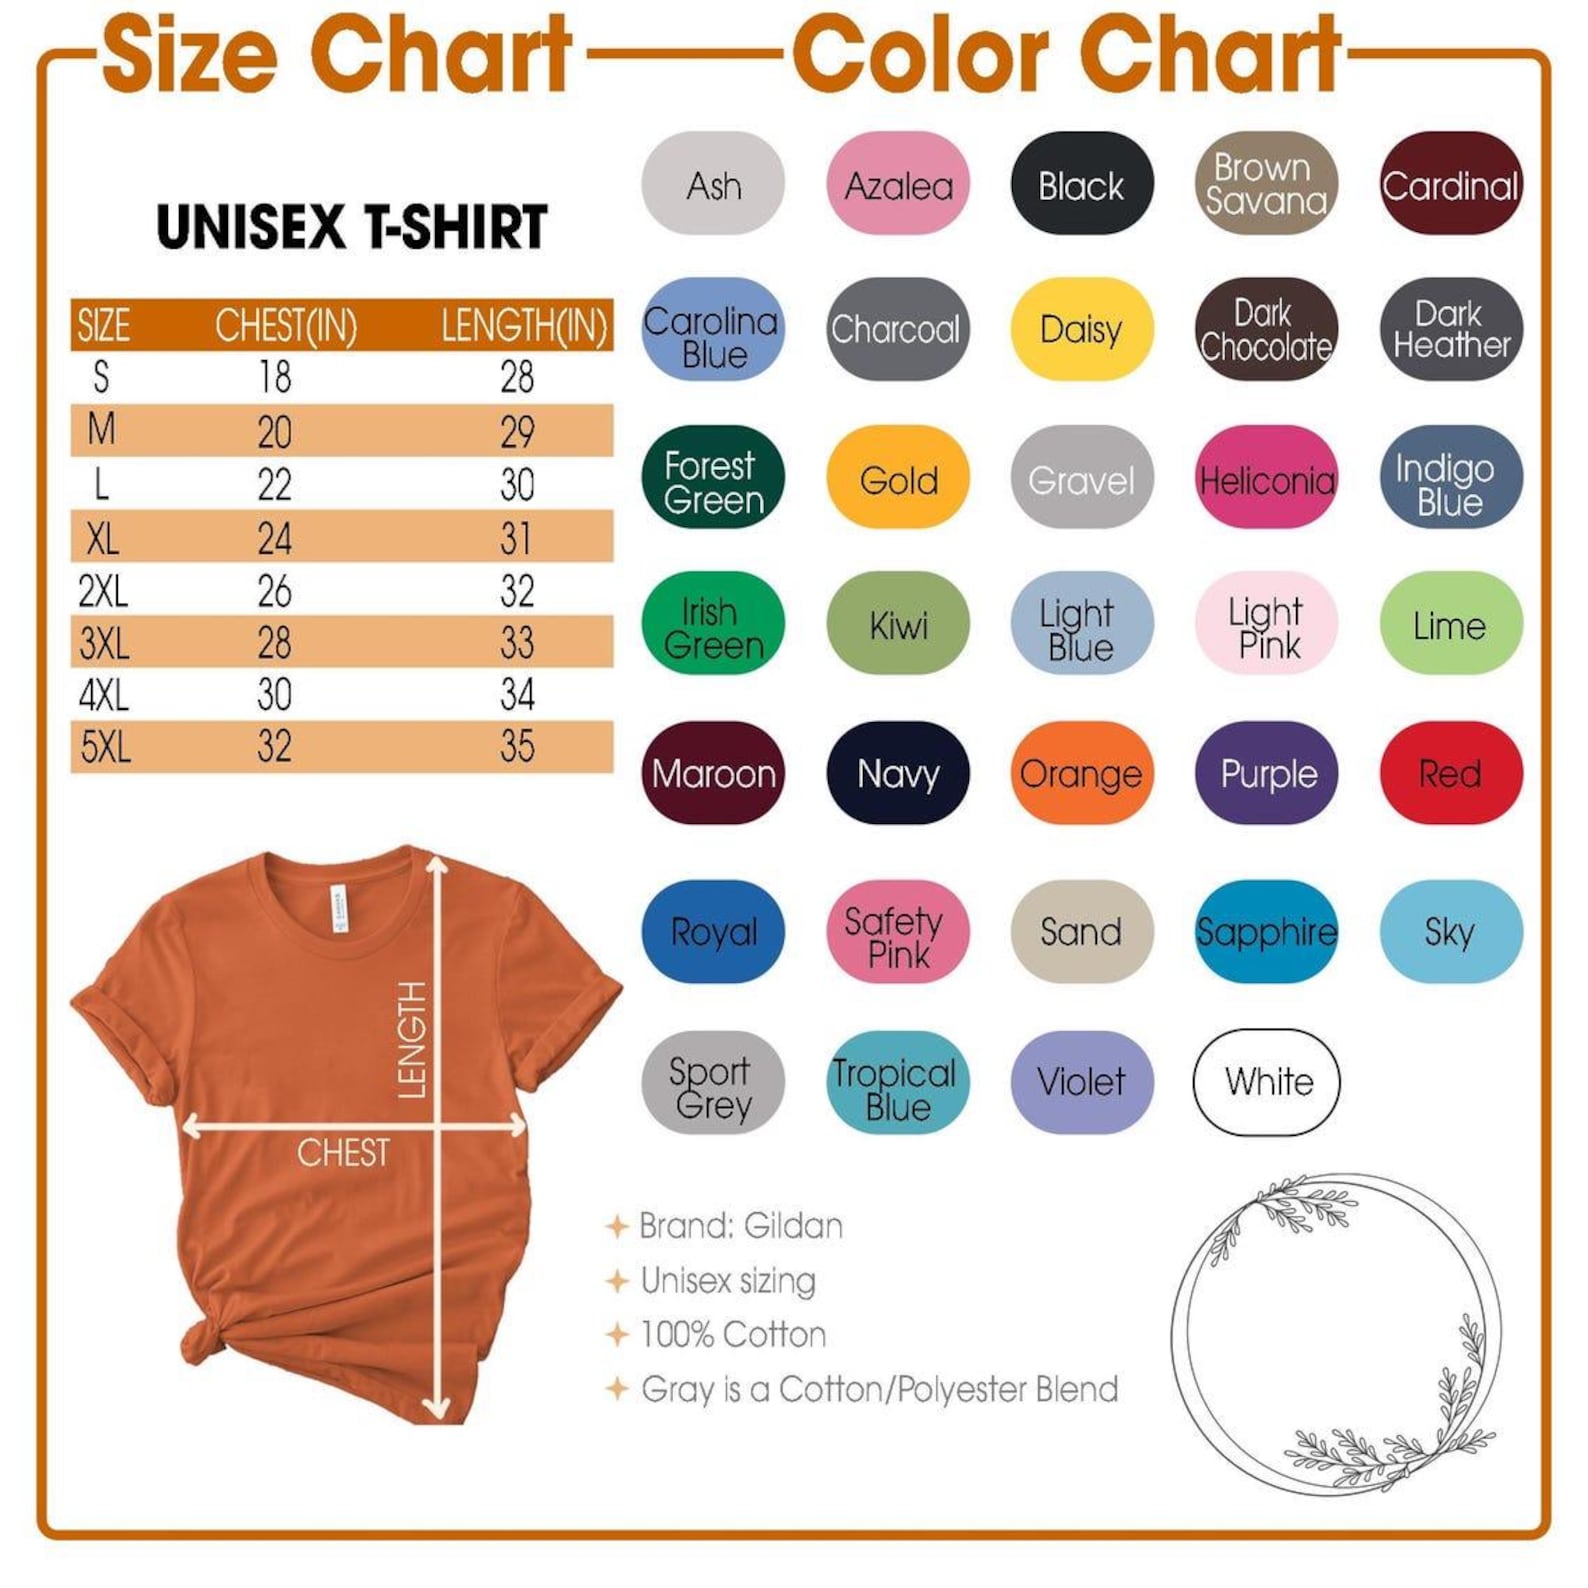 Size Chart
Color Chart
UNISEX T-SHIRT
SIZE CHEST(IN) LENGTH(IN)
S 18 28
M 20 29
L 22 30
XL 24 31
2XL 26 32
3XL 28 33
4XL 30 34
5XL 32 35
LENGTH
CHEST
Ash
Azalea
Black
Brown
Savana
Cardinal
Carolina
Blue
Charcoal
Daisy
Dark
Chocolate
Dark
Heather
Forest
Green
Gold
Gravel
Heliconia
Indigo
Blue
Irish
Green
Kiwi
Light
Blue
Light
Pink
Lime
Maroon
Navy
Orange
Purple
Red
Royal
Safety
Pink
Sand
Sapphire
Sky
Sport
Grey
Tropical
Blue
Violet
White
Brand: Gildan
Unisex sizing
100% Cotton
Gray is a Cotton/Polyester Blend